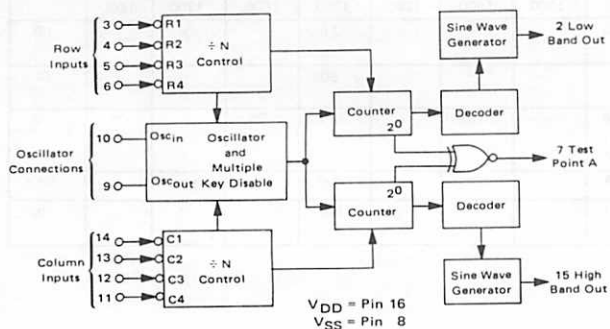 Row
Inputs
3 R1
4 R2
5 R3
6 R4
÷ N
Control
Sine Wave
Generator
2 Low
Band Out
Counter
2⁰
Decoder
Oscillator
Connections
10 Osc in
9 Osc out
Oscillator
and
Multiple
Key Disable
7 Test
Point A
2⁰
Counter
Decoder
Column
Inputs
14 C1
13 C2
12 C3
11 C4
÷ N
Control
Sine Wave
Generator
15 High
Band Out
VDD = Pin 16
VSS = Pin 8